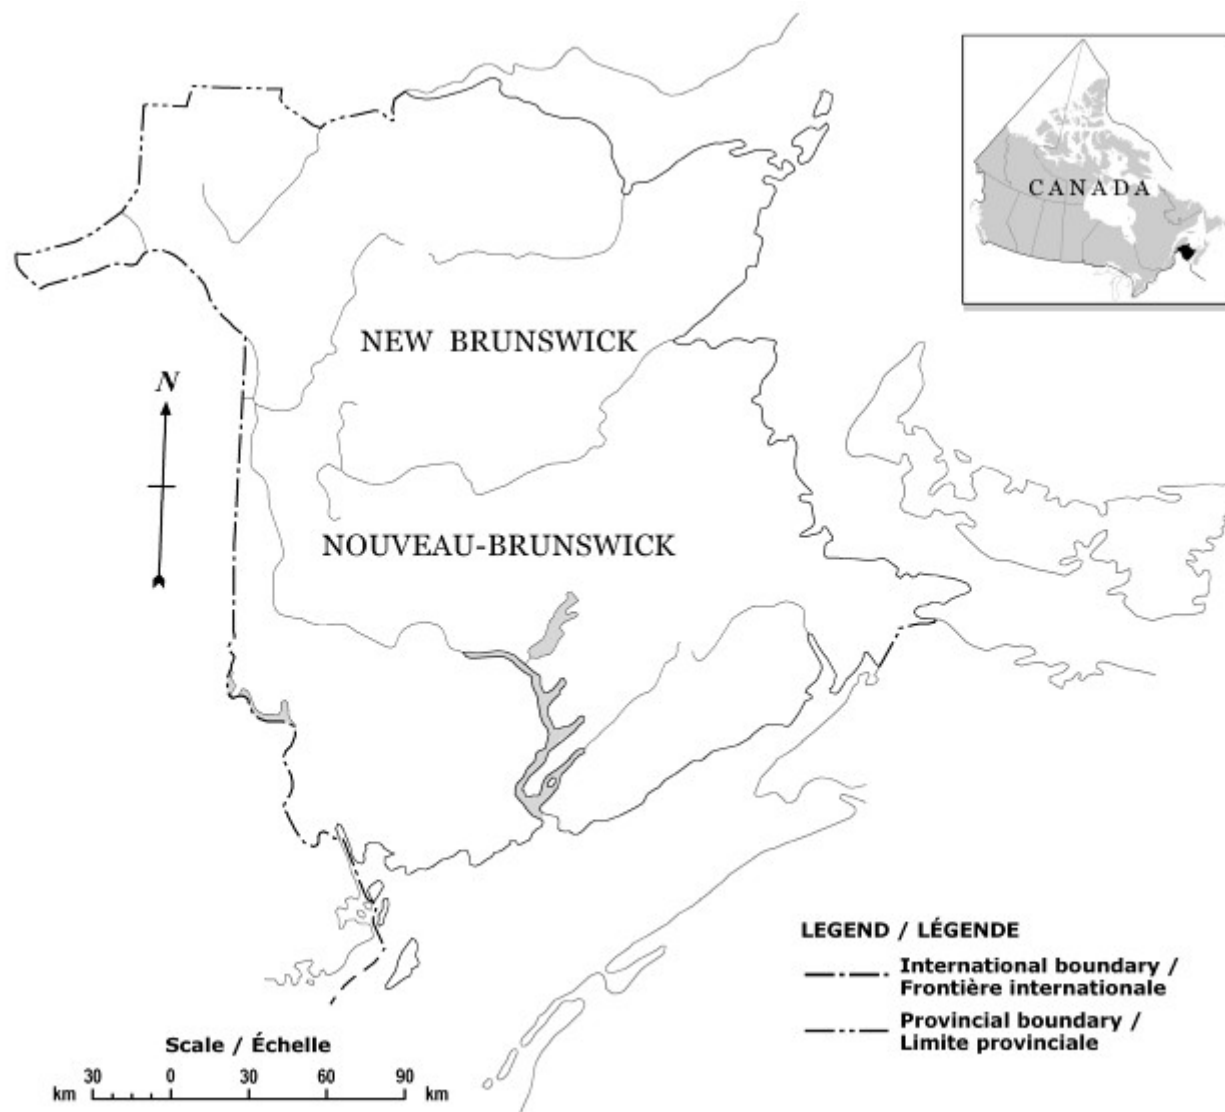 CANADA
NEW BRUNSWICK
N
NOUVEAU-BRUNSWICK
LEGEND / LÉGENDE
International boundary /
Frontière internationale
Provincial boundary /
Limite provinciale
Scale / Échelle
30 0 30 60 90
km km